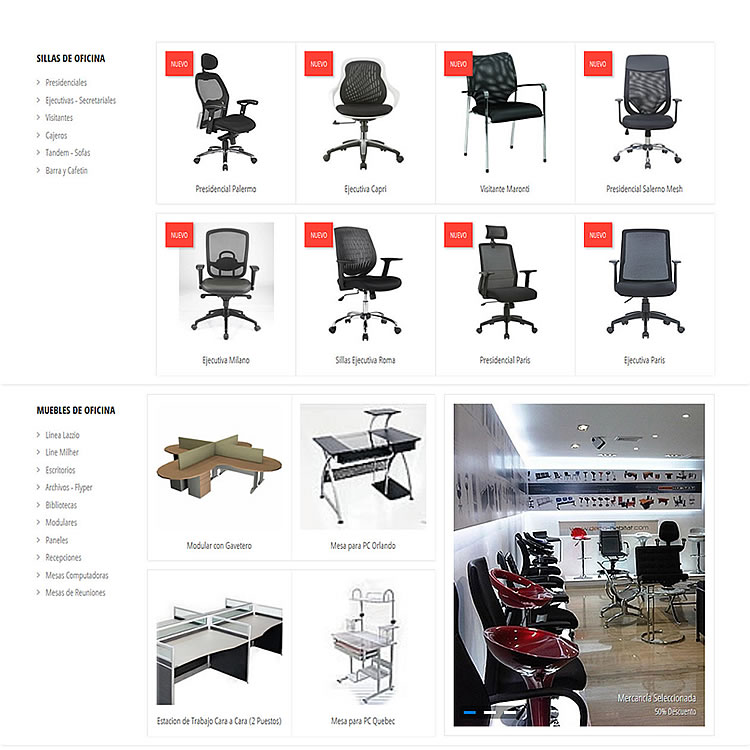 SILLAS DE OFICINA
Presidenciales
Ejecutivas - Secretariales
Visitantes
Cajeros
Tandem - Sofas
Barra y Cafetin
NUEVO
NUEVO
NUEVO
NUEVO
Presidencial Palermo
Ejecutiva Capri
Visitante Maronti
Presidencial Salerno Mesh
NUEVO
NUEVO
NUEVO
NUEVO
Ejecutiva Milano
Sillas Ejecutiva Roma
Presidencial Paris
Ejecutiva Paris
MUEBLES DE OFICINA
Linea Lazzio
Line Milher
Escritorios
Archivos - Flyper
Bibliotecas
Modulares
Paneles
Recepciones
Mesas Computadoras
Mesas de Reuniones
Modular con Gavetero
Mesa para PC Orlando
Estacion de Trabajo Cara a Cara (2 Puestos)
Mesa para PC Quebec
Mercancía Seleccionada
50% Descuento